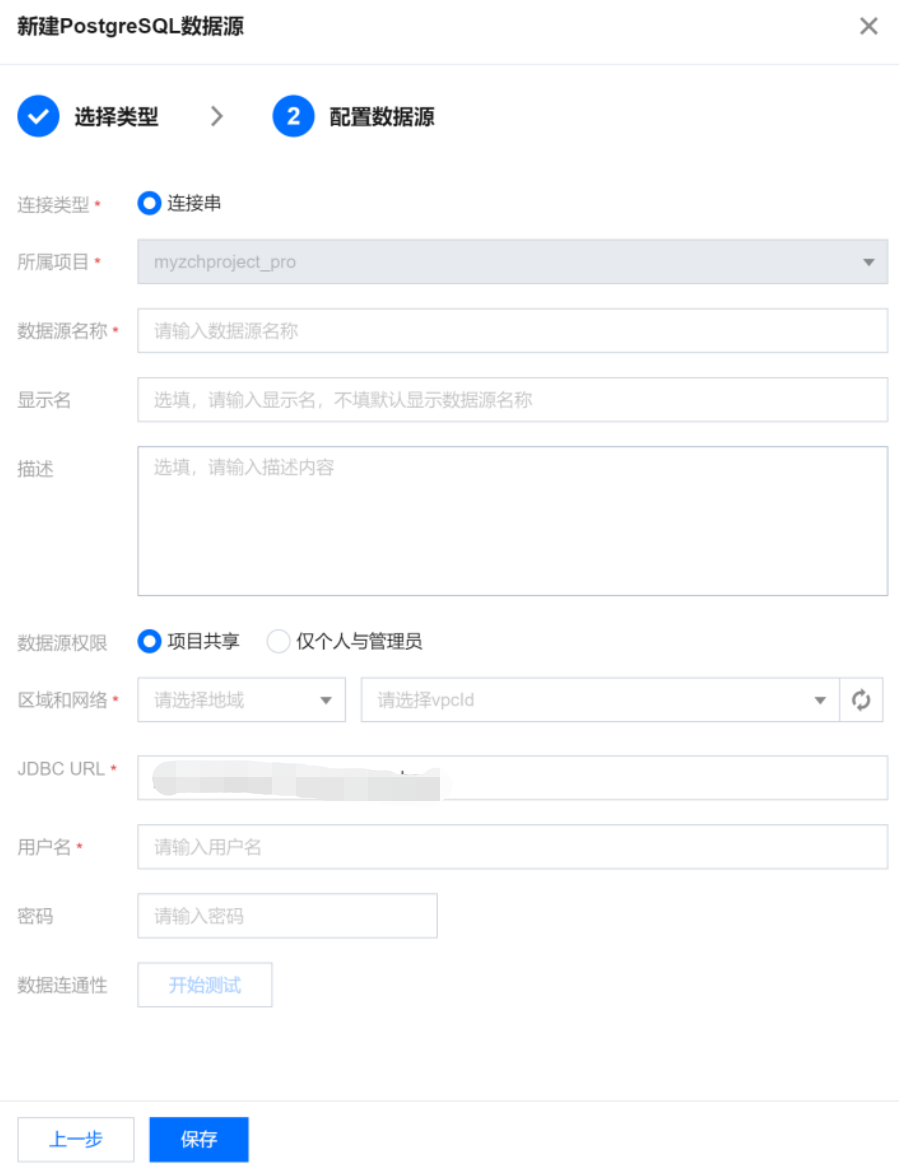 新建PostgreSQL数据源
选择类型
2 配置数据源
连接类型 * 连接串
所属项目 * myzchproject_pro
数据源名称 * 请输入数据源名称
显示名 选填，请输入显示名，不填默认显示数据源名称
描述 选填，请输入描述内容
数据源权限 项目共享 仅个人与管理员
区域和网络 * 请选择地域 请选择vpcId
JDBC URL *
用户名 * 请输入用户名
密码 请输入密码
数据连通性 开始测试
上一步 保存